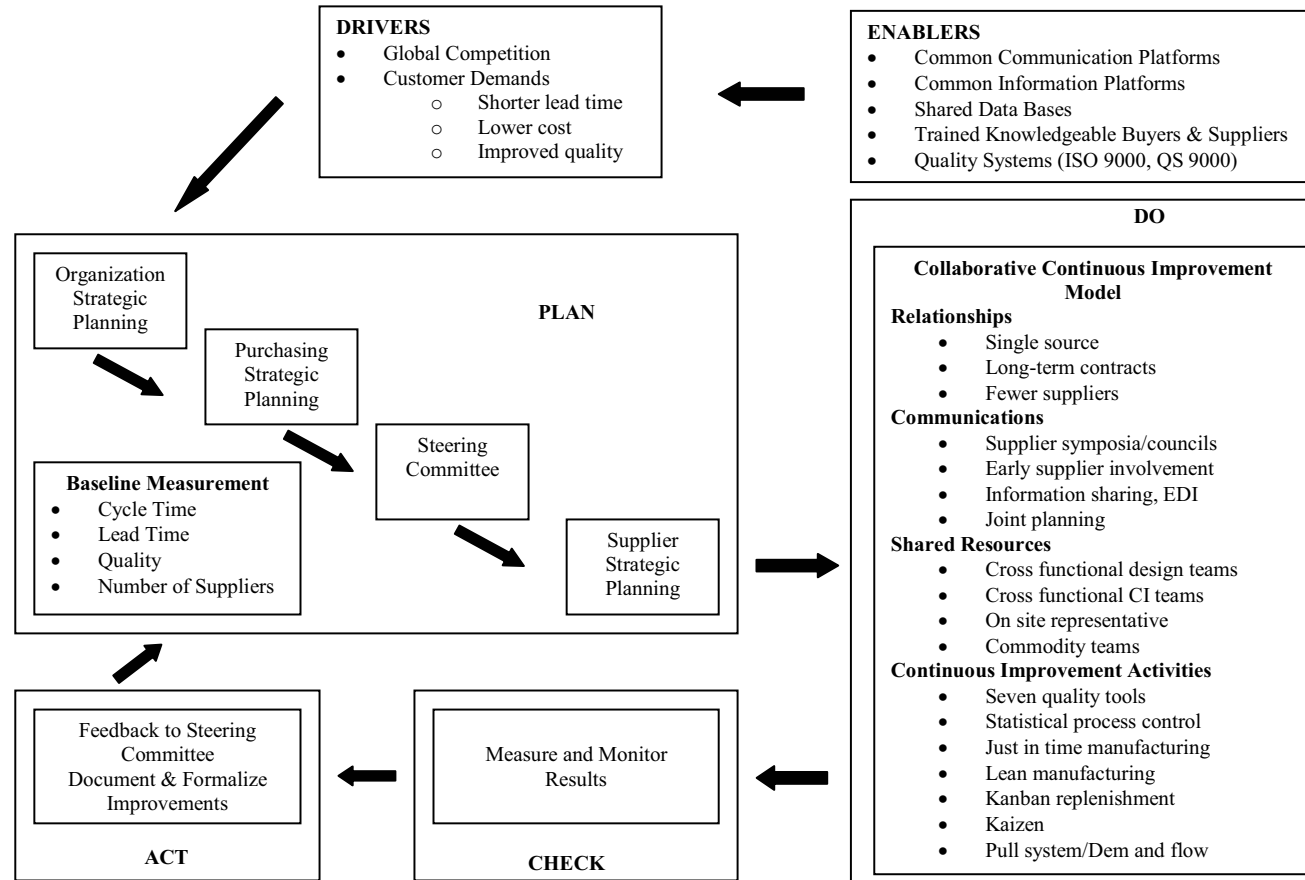 DRIVERS
• Global Competition
• Customer Demands
o Shorter lead time
o Lower cost
o Improved quality
ENABLERS
• Common Communication Platforms
• Common Information Platforms
• Shared Data Bases
• Trained Knowledgeable Buyers & Suppliers
• Quality Systems (ISO 9000, QS 9000)
PLAN
Organization
Strategic
Planning
Purchasing
Strategic
Planning
Steering
Committee
Supplier
Strategic
Planning
Baseline Measurement
• Cycle Time
• Lead Time
• Quality
• Number of Suppliers
DO
Collaborative Continuous Improvement
Model
Relationships
• Single source
• Long-term contracts
• Fewer suppliers
Communications
• Supplier symposia/councils
• Early supplier involvement
• Information sharing, EDI
• Joint planning
Shared Resources
• Cross functional design teams
• Cross functional CI teams
• On site representative
• Commodity teams
Continuous Improvement Activities
• Seven quality tools
• Statistical process control
• Just in time manufacturing
• Lean manufacturing
• Kanban replenishment
• Kaizen
• Pull system/Dem and flow
Measure and Monitor
Results
CHECK
Feedback to Steering
Committee
Document & Formalize
Improvements
ACT